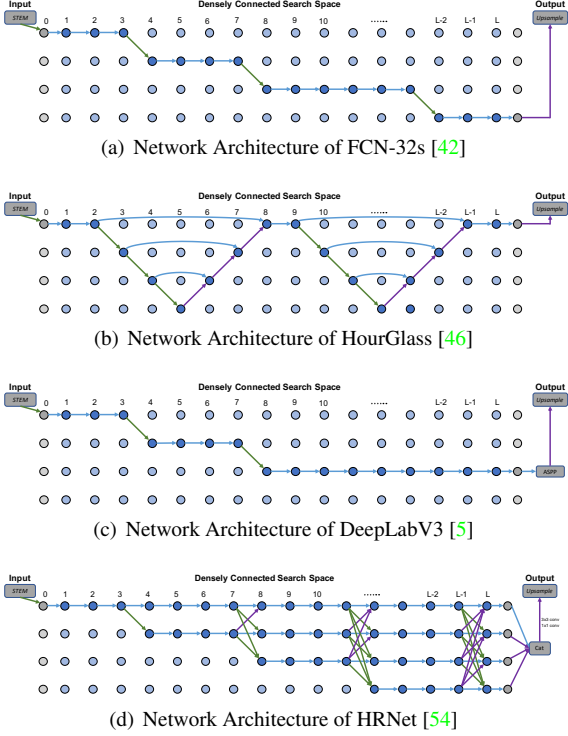 Input Densely Connected Search Space Output
STEM 0 1 2 3 4 5 6 7 8 9 10 ...... L-2 L-1 L Upsample
(a) Network Architecture of FCN-32s [42]
Input Densely Connected Search Space Output
STEM 0 1 2 3 4 5 6 7 8 9 10 ...... L-2 L-1 L Upsample
(b) Network Architecture of HourGlass [46]
Input Densely Connected Search Space Output
STEM 0 1 2 3 4 5 6 7 8 9 10 ...... L-2 L-1 L Upsample
ASPP
(c) Network Architecture of DeepLabV3 [5]
Input Densely Connected Search Space Output
STEM 0 1 2 3 4 5 6 7 8 9 10 ...... L-2 L-1 L Upsample
1x1 conv
Cat
(d) Network Architecture of HRNet [54]